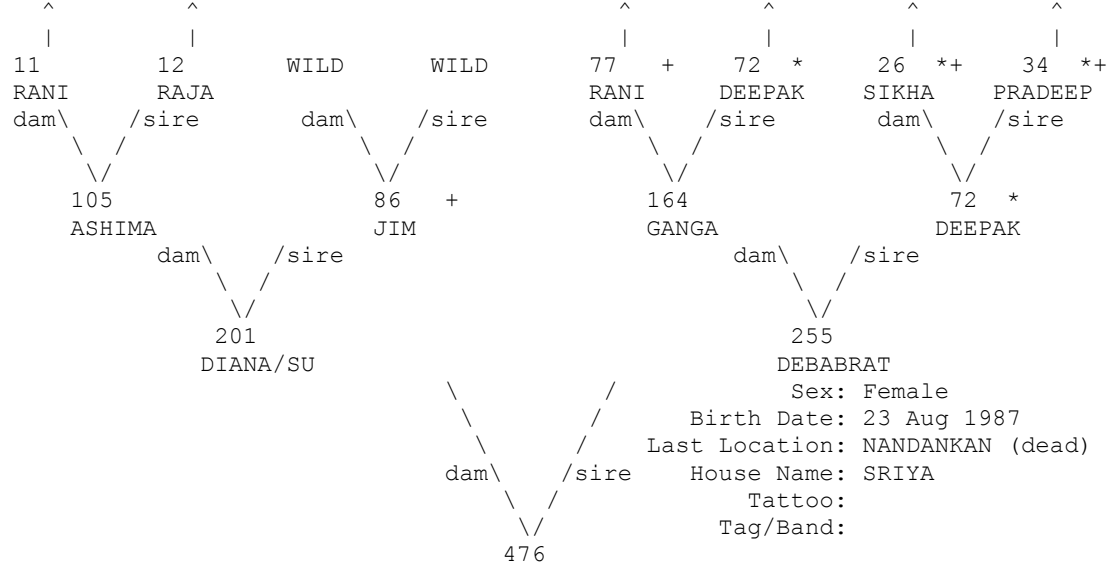 ^          ^                              ^         ^         ^         ^
   |          |                              |         |         |         |
11        12       WILD      WILD       77   +    72  *     26  *+    34  *+
RANI      RAJA                          RANI     DEEPAK    SIKHA     PRADEEP
dam\     /sire      dam\    /sire       dam\    /sire       dam\    /sire
    \   /               \  /                \  /                \  /
     \/                  \/                  \/                  \/
    105                  86   +             164                 72  *
    ASHIMA               JIM                GANGA              DEEPAK
          dam\     /sire                          dam\    /sire
              \   /                                   \  /
               \/                                      \/
              201                                     255
             DIANA/SU                                DEBABRAT
                              \          /            Sex: Female
                               \        /      Birth Date: 23 Aug 1987
                                \      /    Last Location: NANDANKAN (dead)
                              dam\    /sire    House Name: SRIYA
                                  \  /             Tattoo:
                                   \/            Tag/Band:
                                  476